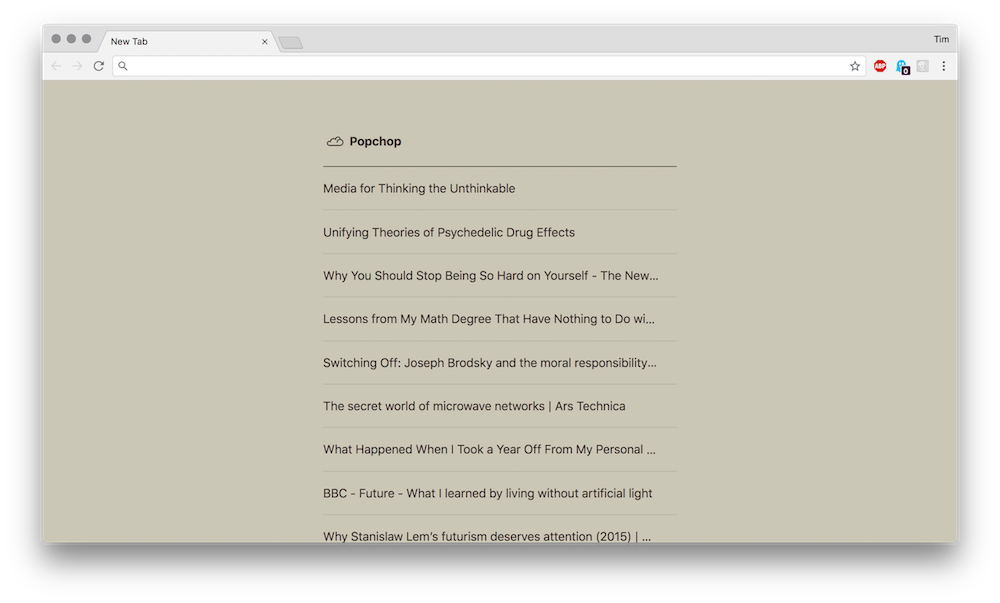 New Tab
Tim
ABP
0
Popchop
Media for Thinking the Unthinkable
Unifying Theories of Psychedelic Drug Effects
Why You Should Stop Being So Hard on Yourself - The New...
Lessons from My Math Degree That Have Nothing to Do wi...
Switching Off: Joseph Brodsky and the moral responsibility...
The secret world of microwave networks | Ars Technica
What Happened When I Took a Year Off From My Personal ...
BBC - Future - What I learned by living without artificial light
Why Stanislaw Lem’s futurism deserves attention (2015) | ...